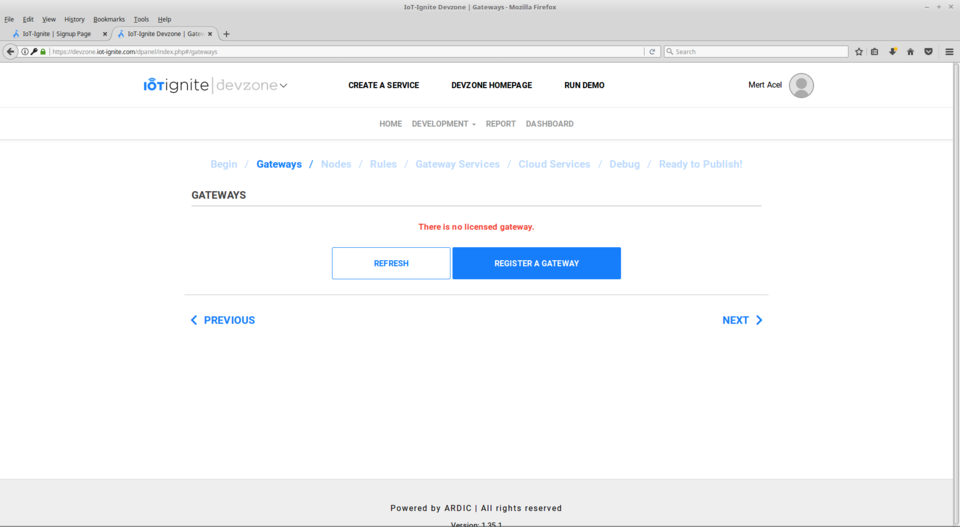 IoT-Ignite Devzone | Gateways - Mozilla Firefox
File Edit View History Bookmarks Tools Help
IoT-Ignite | Signup Page
IoT-Ignite Devzone | Gate
https://devzone.iot-ignite.com/dpanel/index.php#/gateways
Search
IOTignite | devzone
CREATE A SERVICE DEVZONE HOMEPAGE RUN DEMO
Mert Acel
HOME DEVELOPMENT REPORT DASHBOARD
Begin / Gateways / Nodes / Rules / Gateway Services / Cloud Services / Debug / Ready to Publish!
GATEWAYS
There is no licensed gateway.
REFRESH REGISTER A GATEWAY
PREVIOUS NEXT
Powered by ARDIC | All rights reserved
Version: 1.35.1